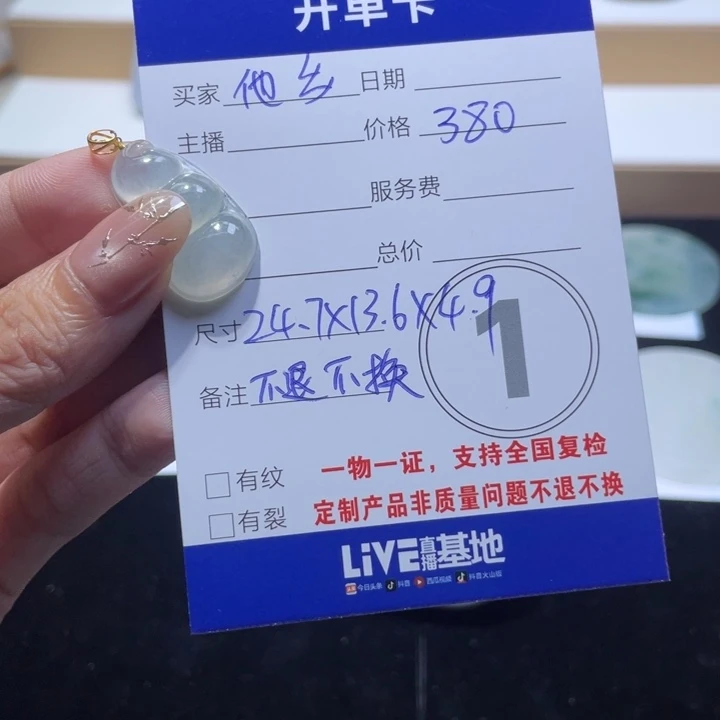 开单卡
买家 他乡 日期
主播 价格 380
服务费
总价
尺寸 24.7X13.6X4.9
备注 不退不换
1
有纹
有裂
一物一证，支持全国复检
定制产品非质量问题不退不换
LiVE直播基地
今日头条 抖音 西瓜视频 抖音火山版